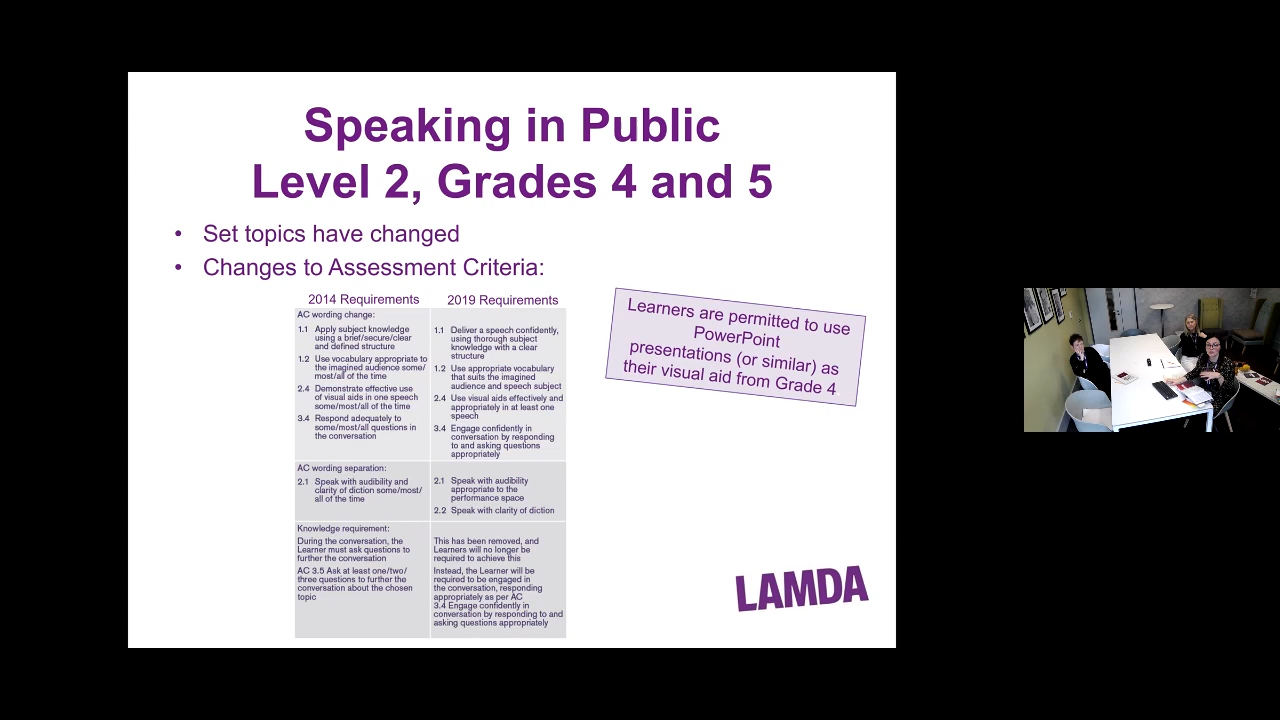 Speaking in Public
Level 2, Grades 4 and 5
• Set topics have changed
• Changes to Assessment Criteria:
2014 Requirements
2019 Requirements
AC wording change:
1.1 Apply subject knowledge
using a brief/secure/clear
and defined structure
1.2 Use vocabulary appropriate to
the imagined audience some/
most/all of the time
2.4 Demonstrate effective use
of visual aids in one speech
some/most/all of the time
3.4 Respond adequately to
some/most/all questions in
the conversation
1.1 Deliver a speech confidently,
using thorough subject
knowledge with a clear
structure
1.2 Use appropriate vocabulary
that suits the imagined
audience and speech subject
2.4 Use visual aids effectively and
appropriately in at least one
speech
3.4 Engage confidently in
conversation by responding
to and asking questions
appropriately
AC wording separation:
2.1 Speak with audibility and
clarity of diction some/most/
all of the time
2.1 Speak with audibility
appropriate to the
performance space
2.2 Speak with clarity of diction
Knowledge requirement:
During the conversation, the
Learner must ask questions to
further the conversation
AC 3.5 Ask at least one/two/
three questions to further the
conversation about the chosen
topic
This has been removed, and
Learners will no longer be
required to achieve this
Instead, the Learner will be
required to be engaged in
the conversation, responding
appropriately as per AC
3.4 Engage confidently in
conversation by responding to and
asking questions appropriately
Learners are permitted to use
PowerPoint
presentations (or similar) as
their visual aid from Grade 4
LAMDA